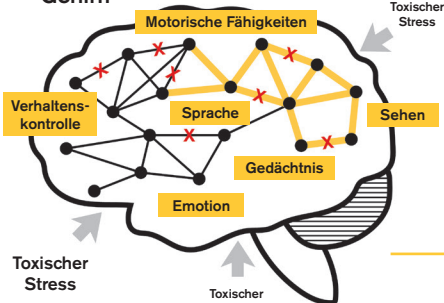 Gehirn
Toxischer
Stress
Motorische Fähigkeiten
Verhaltens-
kontrolle
Sprache
Sehen
Gedächtnis
Emotion
Toxischer
Stress
Toxischer